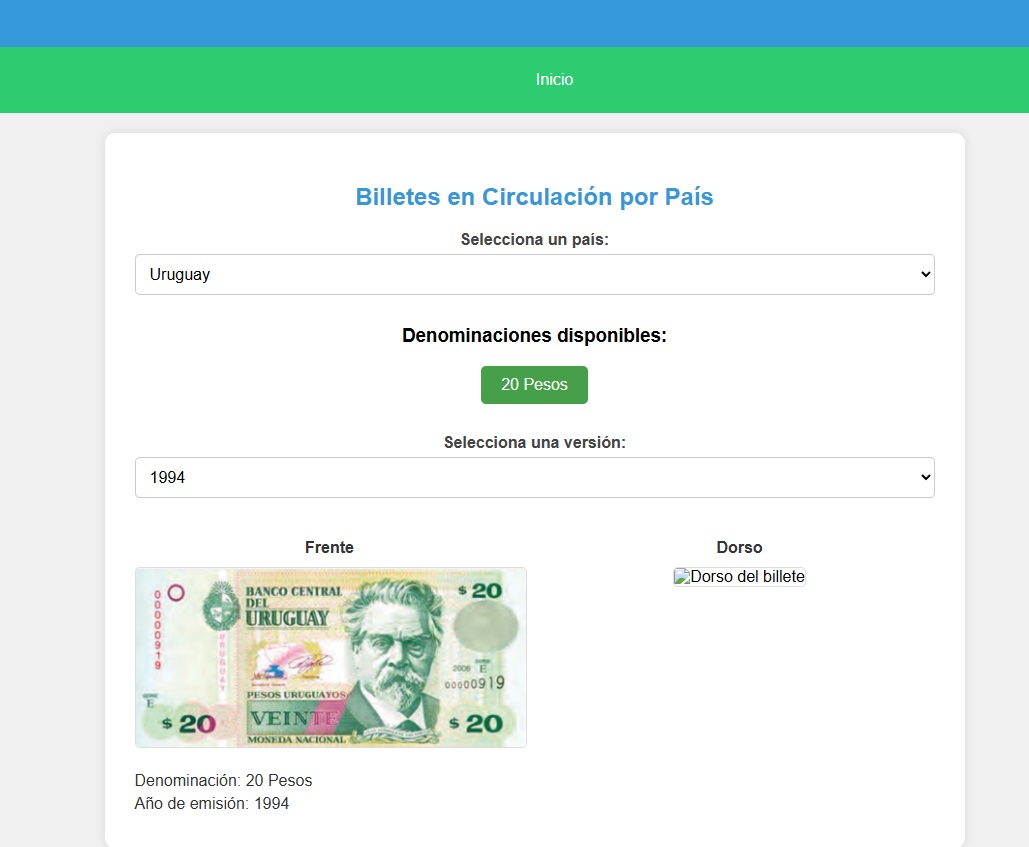 Inicio
Billetes en Circulación por País
Selecciona un país:
Uruguay
Denominaciones disponibles:
20 Pesos
Selecciona una versión:
1994
Frente
Dorso
00000919
BANCO CENTRAL
DEL
URUGUAY
$ 20
URUGUAY
2008 SERIE E
00000919
SERIE
E
PESOS URUGUAYOS
$ 20
VEINTE
$ 20
MONEDA NACIONAL
Dorso del billete
Denominación: 20 Pesos
Año de emisión: 1994